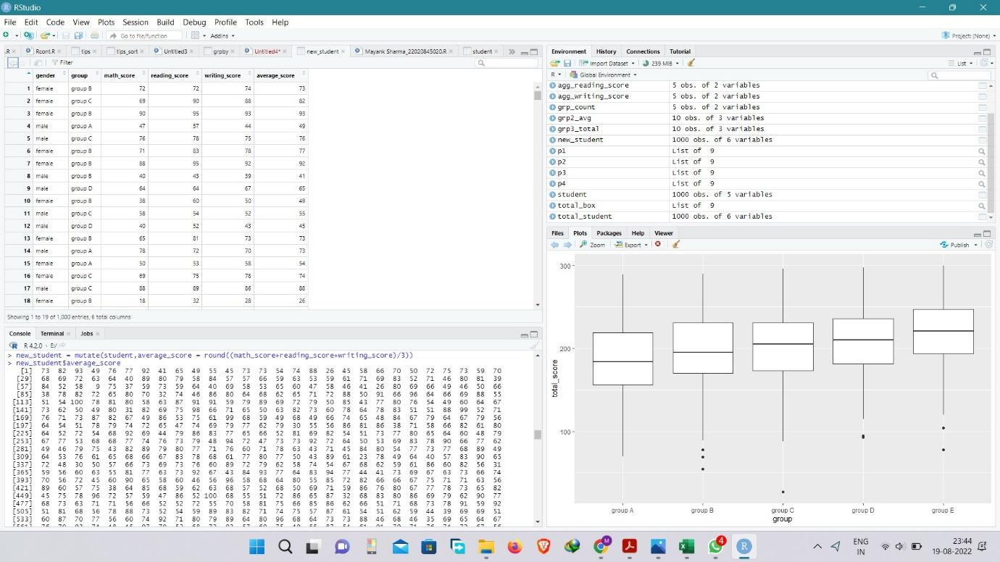 RStudio
File Edit Code View Plots Session Build Debug Profile Tools Help
Go to file/function Addins Project: (None)
.R Rcont.R tips tips_sort Untitled3 grpby Untitled4* new_student Mayank Sharma_22020845020.R student
Filter
gender group math_score reading_score writing_score average_score
1 female group B 72 72 74 73
2 female group C 69 90 88 82
3 female group B 90 95 93 93
4 male group A 47 57 44 49
5 male group C 76 78 75 76
6 female group B 71 83 78 77
7 female group B 88 95 92 92
8 male group B 40 43 39 41
9 male group D 64 64 67 65
10 female group B 38 60 50 49
11 male group C 58 54 52 55
12 male group D 40 52 43 45
13 female group B 65 81 73 73
14 male group A 78 72 70 73
15 female group A 50 53 58 54
16 female group C 69 75 78 74
17 male group C 88 89 86 88
18 female group B 18 32 28 26
Showing 1 to 19 of 1,000 entries, 6 total columns
Console Terminal Jobs
R 4.2.0 · E:/
> new_student = mutate(student,average_score = round((math_score+reading_score+writing_score)/3))
> new_student$average_score
[1] 73 82 93 49 76 77 92 41 65 49 55 45 73 73 54 74 88 26 45 58 66 70 50 72 75 73 59 70
[29] 68 69 72 63 64 40 89 80 79 58 84 57 57 66 59 63 53 59 61 71 69 83 52 71 46 80 81 39
[57] 84 52 58 9 75 37 59 73 59 64 40 69 58 53 65 60 47 58 46 41 26 80 69 66 49 46 50 66
[85] 38 78 82 72 65 80 70 32 74 46 86 80 64 68 62 65 71 72 88 50 91 66 96 64 66 69 88 55
[113] 51 54 100 78 81 80 58 63 87 91 91 59 79 89 69 72 79 50 85 43 77 80 76 54 49 60 64 67
[141] 73 62 50 49 80 31 82 69 75 98 66 71 65 50 63 82 73 60 78 64 78 83 51 51 88 99 52 71
[169] 76 71 73 87 82 67 49 86 53 75 61 99 68 59 49 68 49 66 74 65 48 84 67 79 64 67 79 56
[197] 64 54 51 78 79 74 72 65 47 74 69 79 77 62 79 30 55 56 86 81 86 38 71 58 66 82 61 80
[225] 64 52 72 54 68 92 69 44 79 86 83 77 65 66 52 81 69 82 54 51 73 77 80 65 64 60 48 79
[253] 67 77 53 68 68 77 74 76 73 79 48 94 72 47 73 73 92 72 64 50 53 69 83 78 90 66 77 62
[281] 49 46 79 75 43 82 89 79 80 77 71 76 60 71 78 63 43 71 45 84 80 54 77 73 77 68 89 49
[309] 64 53 76 61 65 68 66 67 83 78 68 61 77 80 77 50 43 89 61 23 78 49 64 40 57 83 90 65
[337] 72 48 30 50 57 66 73 69 73 76 60 89 72 79 62 58 74 54 67 68 62 59 61 86 60 82 56 31
[365] 59 56 60 63 55 81 77 63 73 92 67 43 84 93 77 64 83 94 77 44 41 73 69 67 63 73 66 74
[393] 70 56 72 45 60 90 65 58 60 46 56 96 58 68 64 80 55 85 72 82 66 66 67 75 71 71 63 56
[421] 89 60 57 75 38 64 85 68 59 62 63 68 57 52 68 50 69 71 59 86 76 80 67 77 78 73 65 82
[449] 45 75 78 96 72 57 59 47 86 52 100 68 55 51 72 86 65 87 32 68 83 80 86 69 79 62 90 77
[477] 68 73 63 71 71 56 66 52 52 72 55 70 58 81 75 66 85 86 62 66 51 71 68 73 78 91 59 92
[505] 51 81 68 56 78 88 73 52 54 59 89 83 82 71 74 75 57 87 61 54 51 62 59 44 39 69 69 51
[533] 60 87 70 77 56 60 74 92 71 80 79 89 64 80 96 68 64 73 73 88 46 68 46 35 69 65 64 65
Environment History Connections Tutorial
Import Dataset 239 MiB List
R Global Environment
agg_reading_score 5 obs. of 2 variables
agg_writing_score 5 obs. of 2 variables
grp_count 5 obs. of 2 variables
grp2_avg 10 obs. of 3 variables
grp3_total 10 obs. of 3 variables
new_student 1000 obs. of 6 variables
p1 List of 9
p2 List of 9
p3 List of 9
p4 List of 9
student 1000 obs. of 5 variables
total_box List of 9
total_student 1000 obs. of 6 variables
Files Plots Packages Help Viewer
Zoom Export Publish
300
200
100
total_score
group A group B group C group D group E
group
M 4 ENG
IN
23:44
19-08-2022